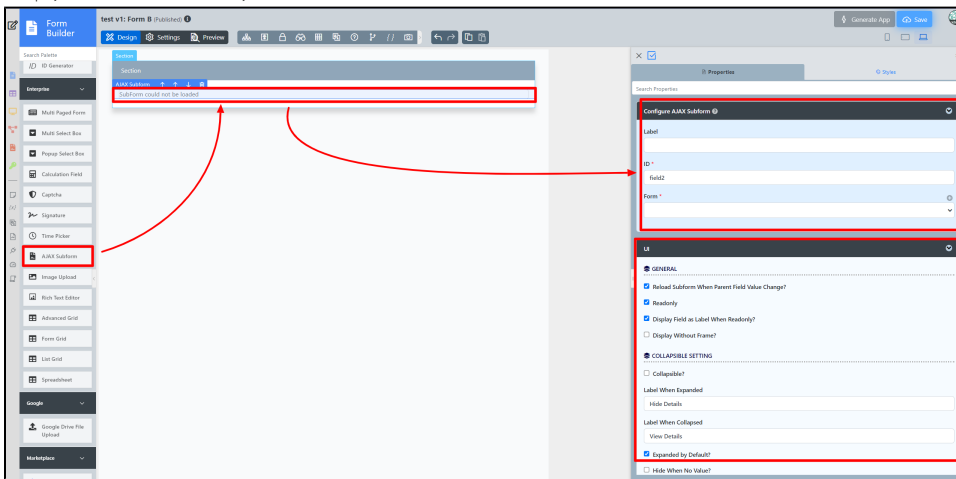 Form Builder
test v1: Form B (Published)
Design Settings Preview
Generate App Save
Search Palette
ID Generator
Enterprise
Multi Paged Form
Multi Select Box
Popup Select Box
Calculation Field
Captcha
Signature
Time Picker
AJAX Subform
Image Upload
Rich Text Editor
Advanced Grid
Form Grid
List Grid
Spreadsheet
Google
Google Drive File
Upload
Marketplace
Section
Section
AJAX Subform
SubForm could not be loaded
Properties Styles
Search Properties
Configure AJAX Subform
Label
ID *
field2
Form *
UI
GENERAL
Reload Subform When Parent Field Value Change?
Readonly
Display Field as Label When Readonly?
Display Without Frame?
COLLAPSIBLE SETTING
Collapsible?
Label When Expanded
Hide Details
Label When Collapsed
View Details
Expanded by Default?
Hide When No Value?